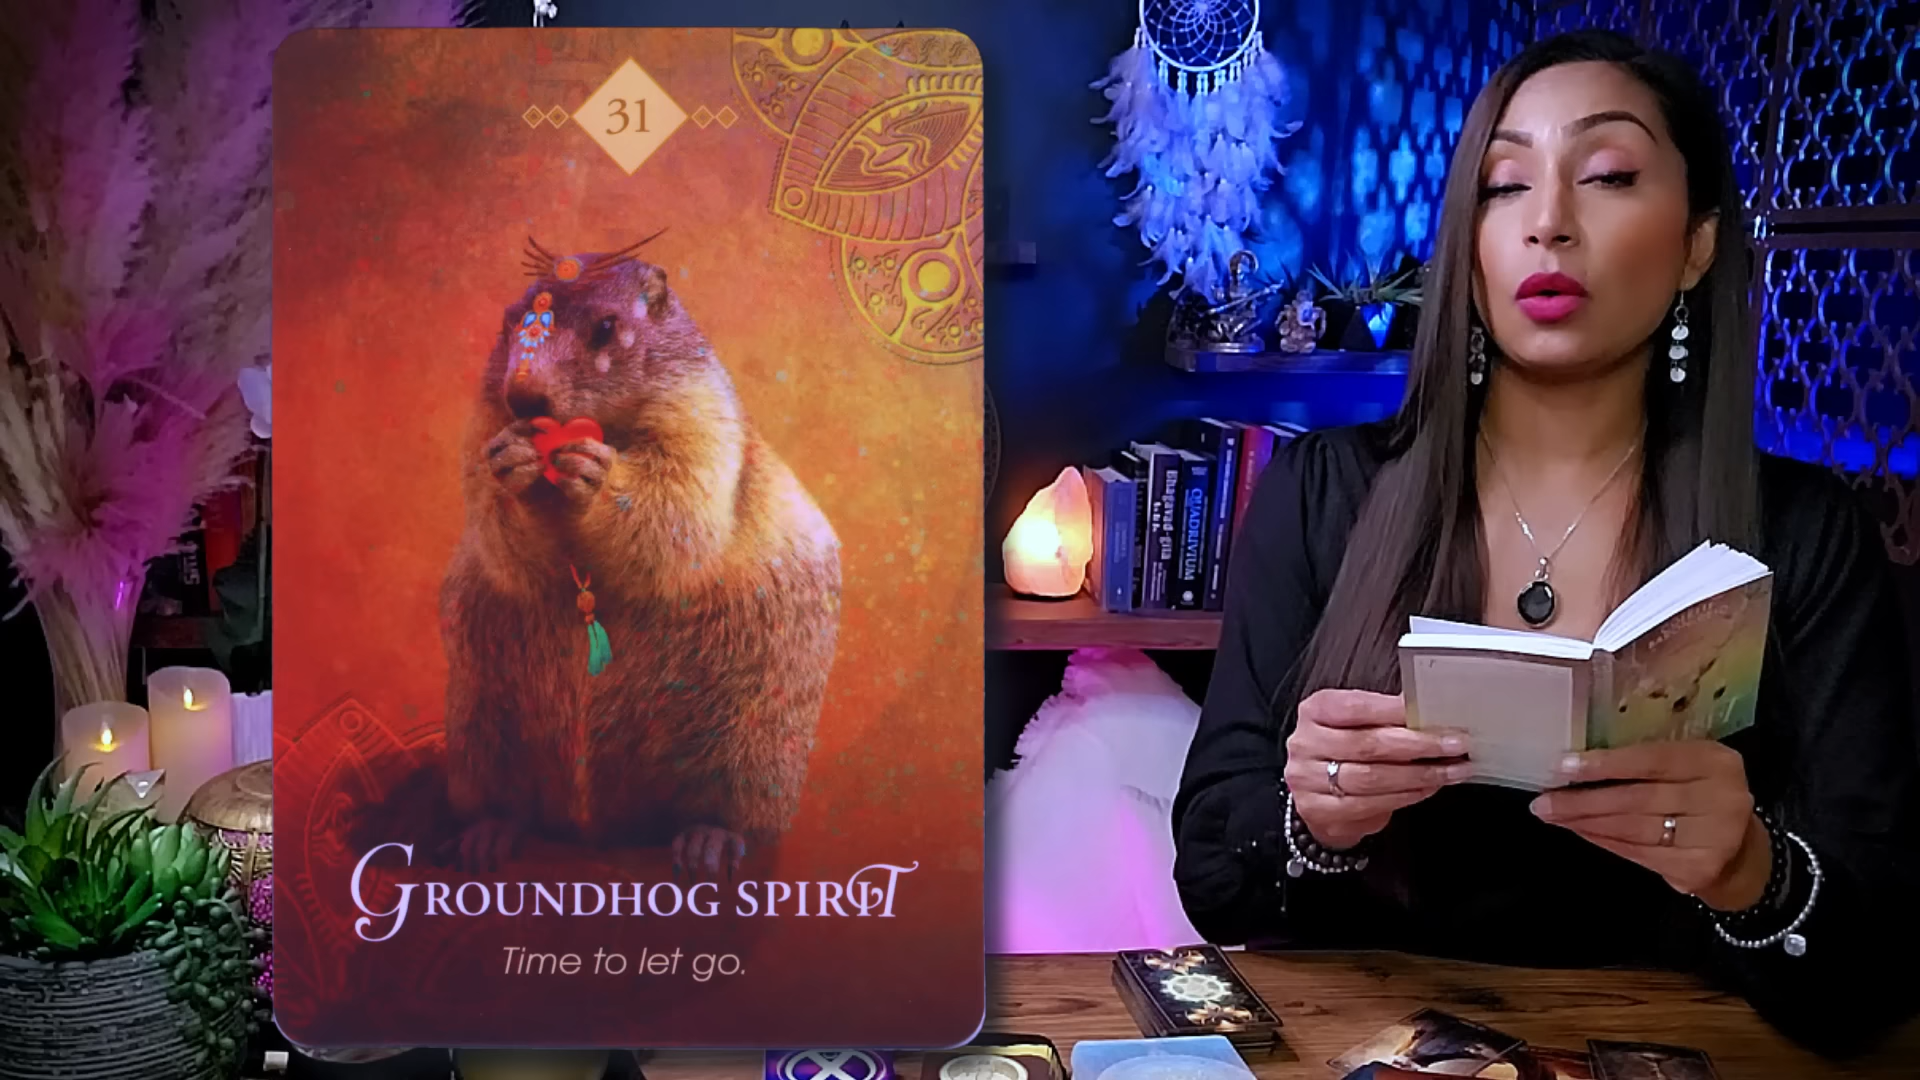 31
GROUNDHOG SPIRIT
Time to let go.
Bhagavad-gita
QUADRIVIUM